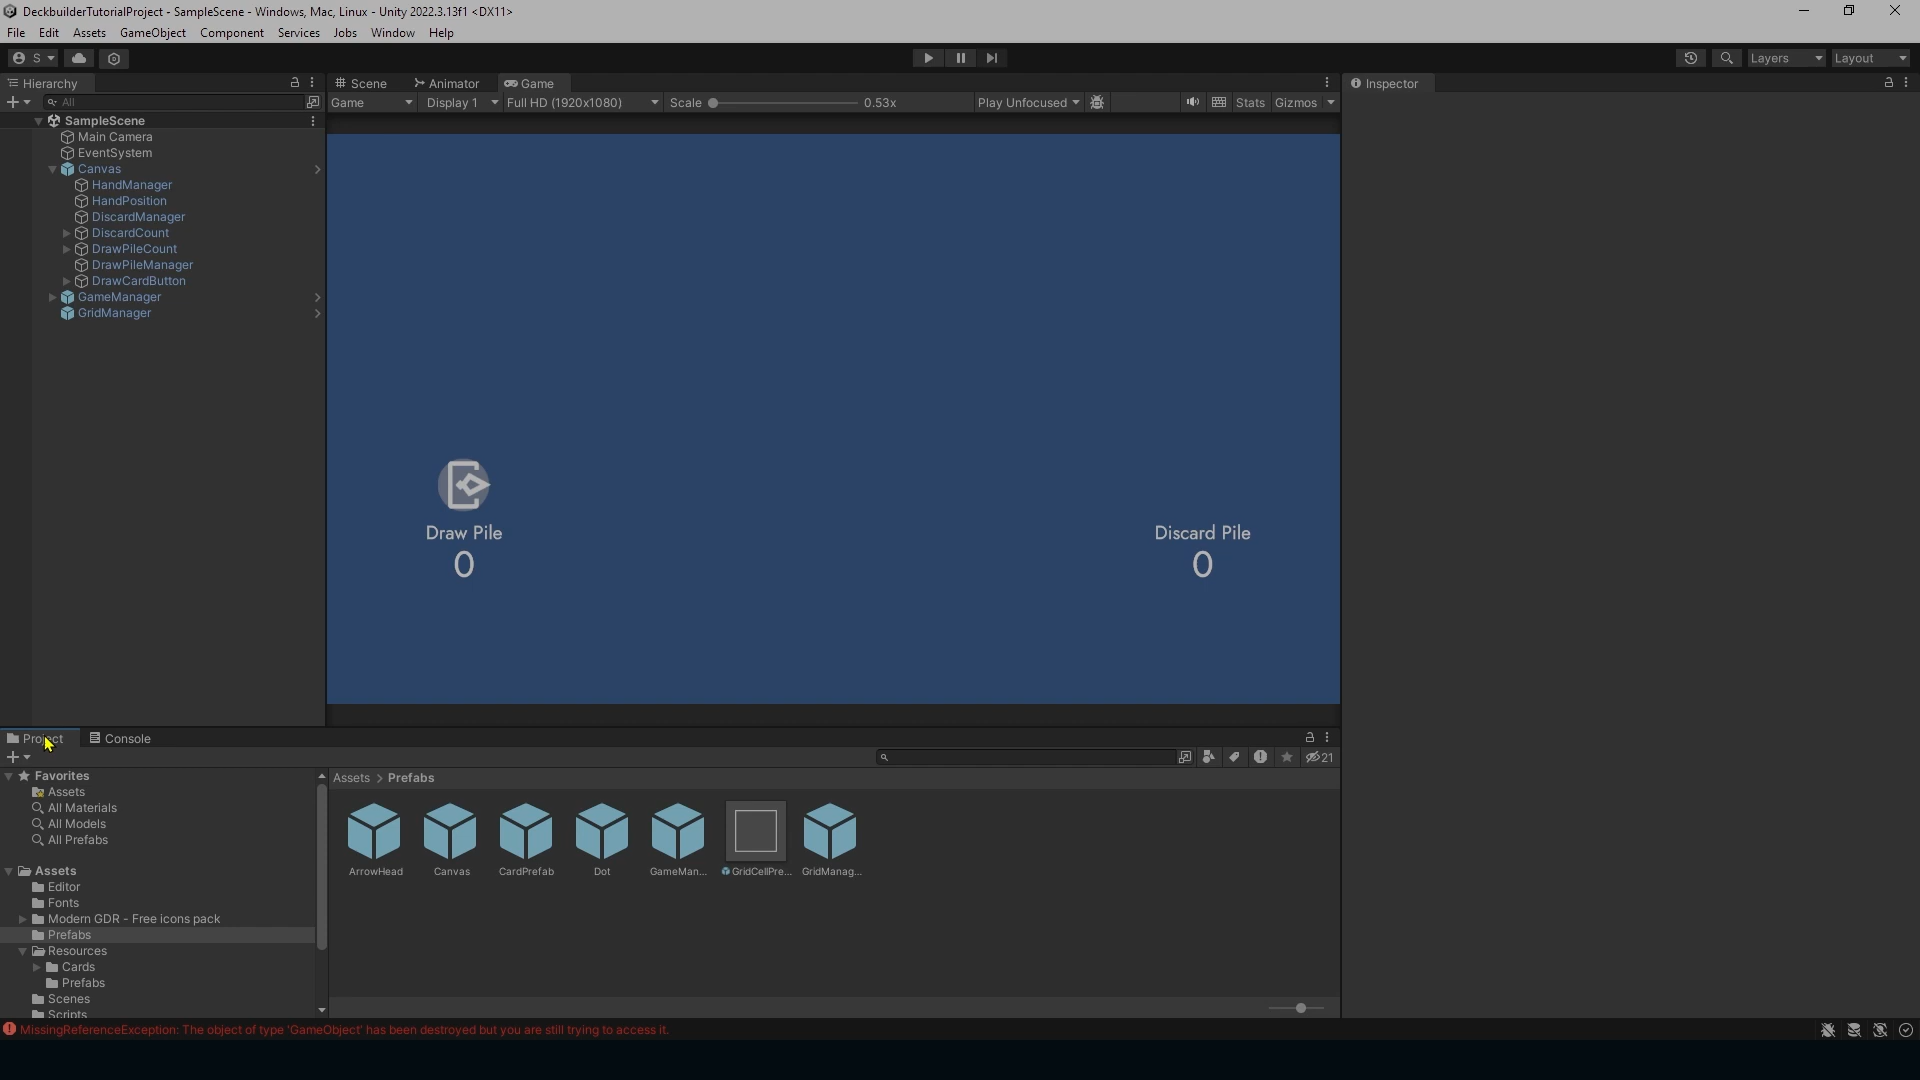 DeckbuilderTutorialProject - SampleScene - Windows, Mac, Linux - Unity 2022.3.13f1 <DX11>
File Edit Assets GameObject Component Services Jobs Window Help
S Layers Layout
Hierarchy Scene Animator Game Inspector
All Game Display 1 Full HD (1920x1080) Scale 0.53x Play Unfocused Stats Gizmos
SampleScene
Main Camera
EventSystem
Canvas
HandManager
HandPosition
DiscardManager
DiscardCount
DrawPileCount
DrawPileManager
DrawCardButton
GameManager
GridManager
Draw Pile
0
Discard Pile
0
Project Console
21
Favorites
Assets
All Materials
All Models
All Prefabs
Assets
Editor
Fonts
Modern GDR - Free icons pack
Prefabs
Resources
Cards
Prefabs
Scenes
Scripts
Assets > Prefabs
ArrowHead Canvas CardPrefab Dot GameMan... GridCellPre... GridManag...
MissingReferenceException: The object of type 'GameObject' has been destroyed but you are still trying to access it.